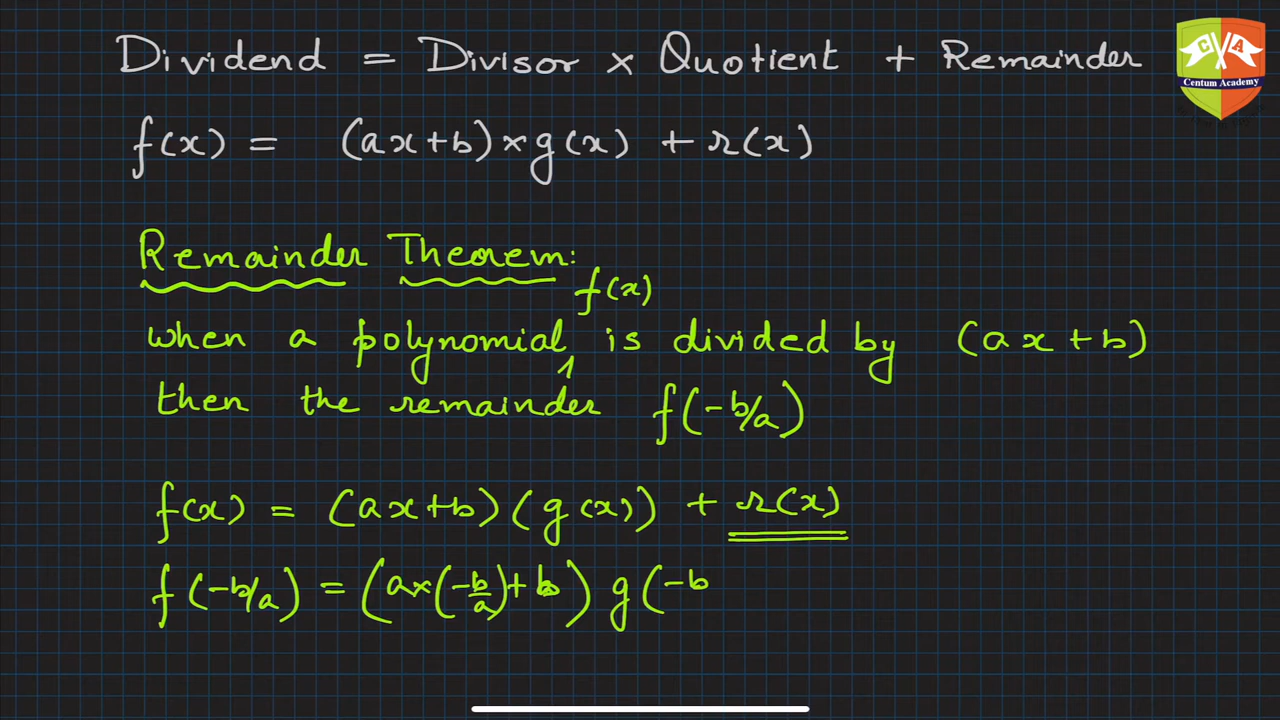 Dividend = Divisor × Quotient + Remainder
C A
Centum Academy
f(x) = (ax+b)×g(x) + r(x)
Remainder Theorem:
f(x)
when a polynomial is divided by (ax+b)
then the remainder f(-b/a)
f(x) = (ax+b)(g(x)) + r(x)
f(-b/a) = (a×(-b/a)+b) g(-b